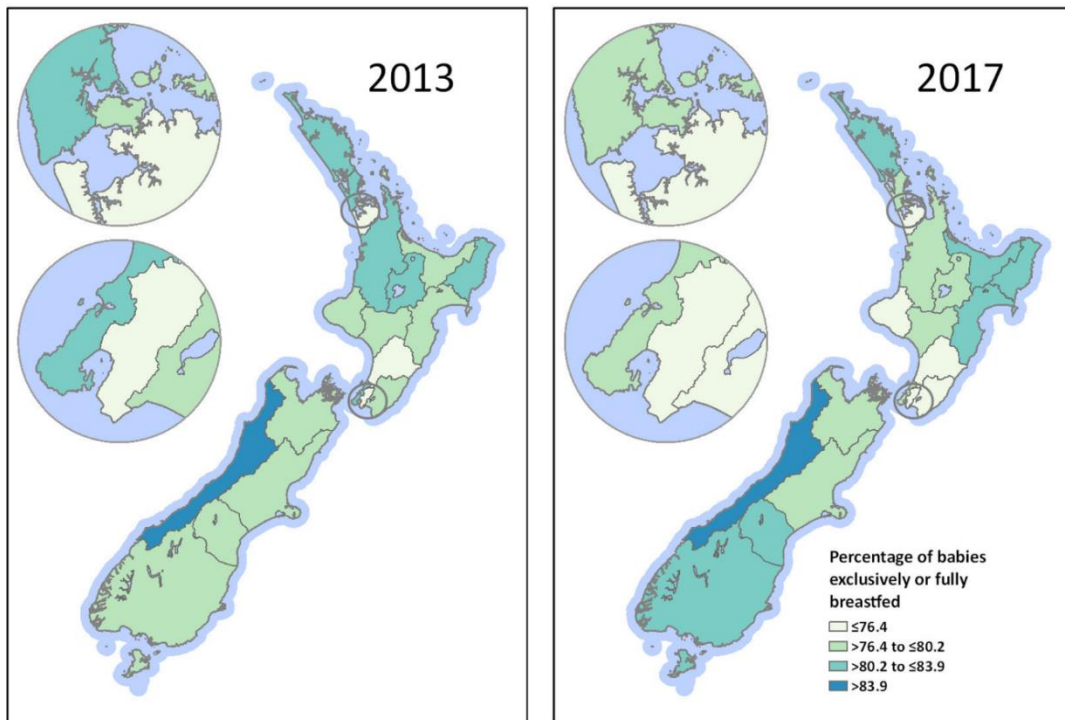 2013
2017
Percentage of babies
exclusively or fully
breastfed
≤76.4
>76.4 to ≤80.2
>80.2 to ≤83.9
>83.9